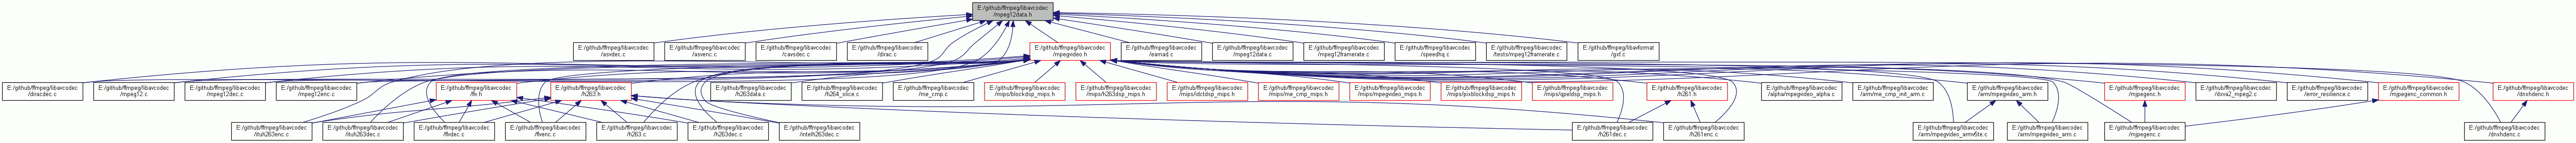 E:/github/ffmpeg/libavcodec
/mpeg12data.h
E:/github/ffmpeg/libavcodec
/asvdec.c
E:/github/ffmpeg/libavcodec
/asvenc.c
E:/github/ffmpeg/libavcodec
/cavsdec.c
E:/github/ffmpeg/libavcodec
/dirac.c
E:/github/ffmpeg/libavcodec
/mpegvideo.h
E:/github/ffmpeg/libavcodec
/eamad.c
E:/github/ffmpeg/libavcodec
/mpeg12data.c
E:/github/ffmpeg/libavcodec
/mpeg12framerate.c
E:/github/ffmpeg/libavcodec
/speedhq.c
E:/github/ffmpeg/libavcodec
/tests/mpeg12framerate.c
E:/github/ffmpeg/libavformat
/gxf.c
E:/github/ffmpeg/libavcodec
/diracdec.c
E:/github/ffmpeg/libavcodec
/mpeg12.c
E:/github/ffmpeg/libavcodec
/mpeg12dec.c
E:/github/ffmpeg/libavcodec
/mpeg12enc.c
E:/github/ffmpeg/libavcodec
/flv.h
E:/github/ffmpeg/libavcodec
/h263.h
E:/github/ffmpeg/libavcodec
/h263data.c
E:/github/ffmpeg/libavcodec
/h264_slice.c
E:/github/ffmpeg/libavcodec
/me_cmp.c
E:/github/ffmpeg/libavcodec
/mips/blockdsp_mips.h
E:/github/ffmpeg/libavcodec
/mips/h263dsp_mips.h
E:/github/ffmpeg/libavcodec
/mips/idctdsp_mips.h
E:/github/ffmpeg/libavcodec
/mips/me_cmp_mips.h
E:/github/ffmpeg/libavcodec
/mips/mpegvideo_mips.h
E:/github/ffmpeg/libavcodec
/mips/pixblockdsp_mips.h
E:/github/ffmpeg/libavcodec
/mips/qpeldsp_mips.h
E:/github/ffmpeg/libavcodec
/h261.h
E:/github/ffmpeg/libavcodec
/alpha/mpegvideo_alpha.c
E:/github/ffmpeg/libavcodec
/arm/me_cmp_init_arm.c
E:/github/ffmpeg/libavcodec
/arm/mpegvideo_arm.h
E:/github/ffmpeg/libavcodec
/mjpegenc.h
E:/github/ffmpeg/libavcodec
/dxva2_mpeg2.c
E:/github/ffmpeg/libavcodec
/error_resilience.c
E:/github/ffmpeg/libavcodec
/mjpegenc_common.h
E:/github/ffmpeg/libavcodec
/dnxhdenc.h
E:/github/ffmpeg/libavcodec
/ituh263enc.c
E:/github/ffmpeg/libavcodec
/ituh263dec.c
E:/github/ffmpeg/libavcodec
/flvdec.c
E:/github/ffmpeg/libavcodec
/flvenc.c
E:/github/ffmpeg/libavcodec
/h263.c
E:/github/ffmpeg/libavcodec
/h263dec.c
E:/github/ffmpeg/libavcodec
/intelh263dec.c
E:/github/ffmpeg/libavcodec
/h261dec.c
E:/github/ffmpeg/libavcodec
/h261enc.c
E:/github/ffmpeg/libavcodec
/arm/mpegvideo_armv5te.c
E:/github/ffmpeg/libavcodec
/arm/mpegvideo_arm.c
E:/github/ffmpeg/libavcodec
/mjpegenc.c
E:/github/ffmpeg/libavcodec
/dnxhdenc.c